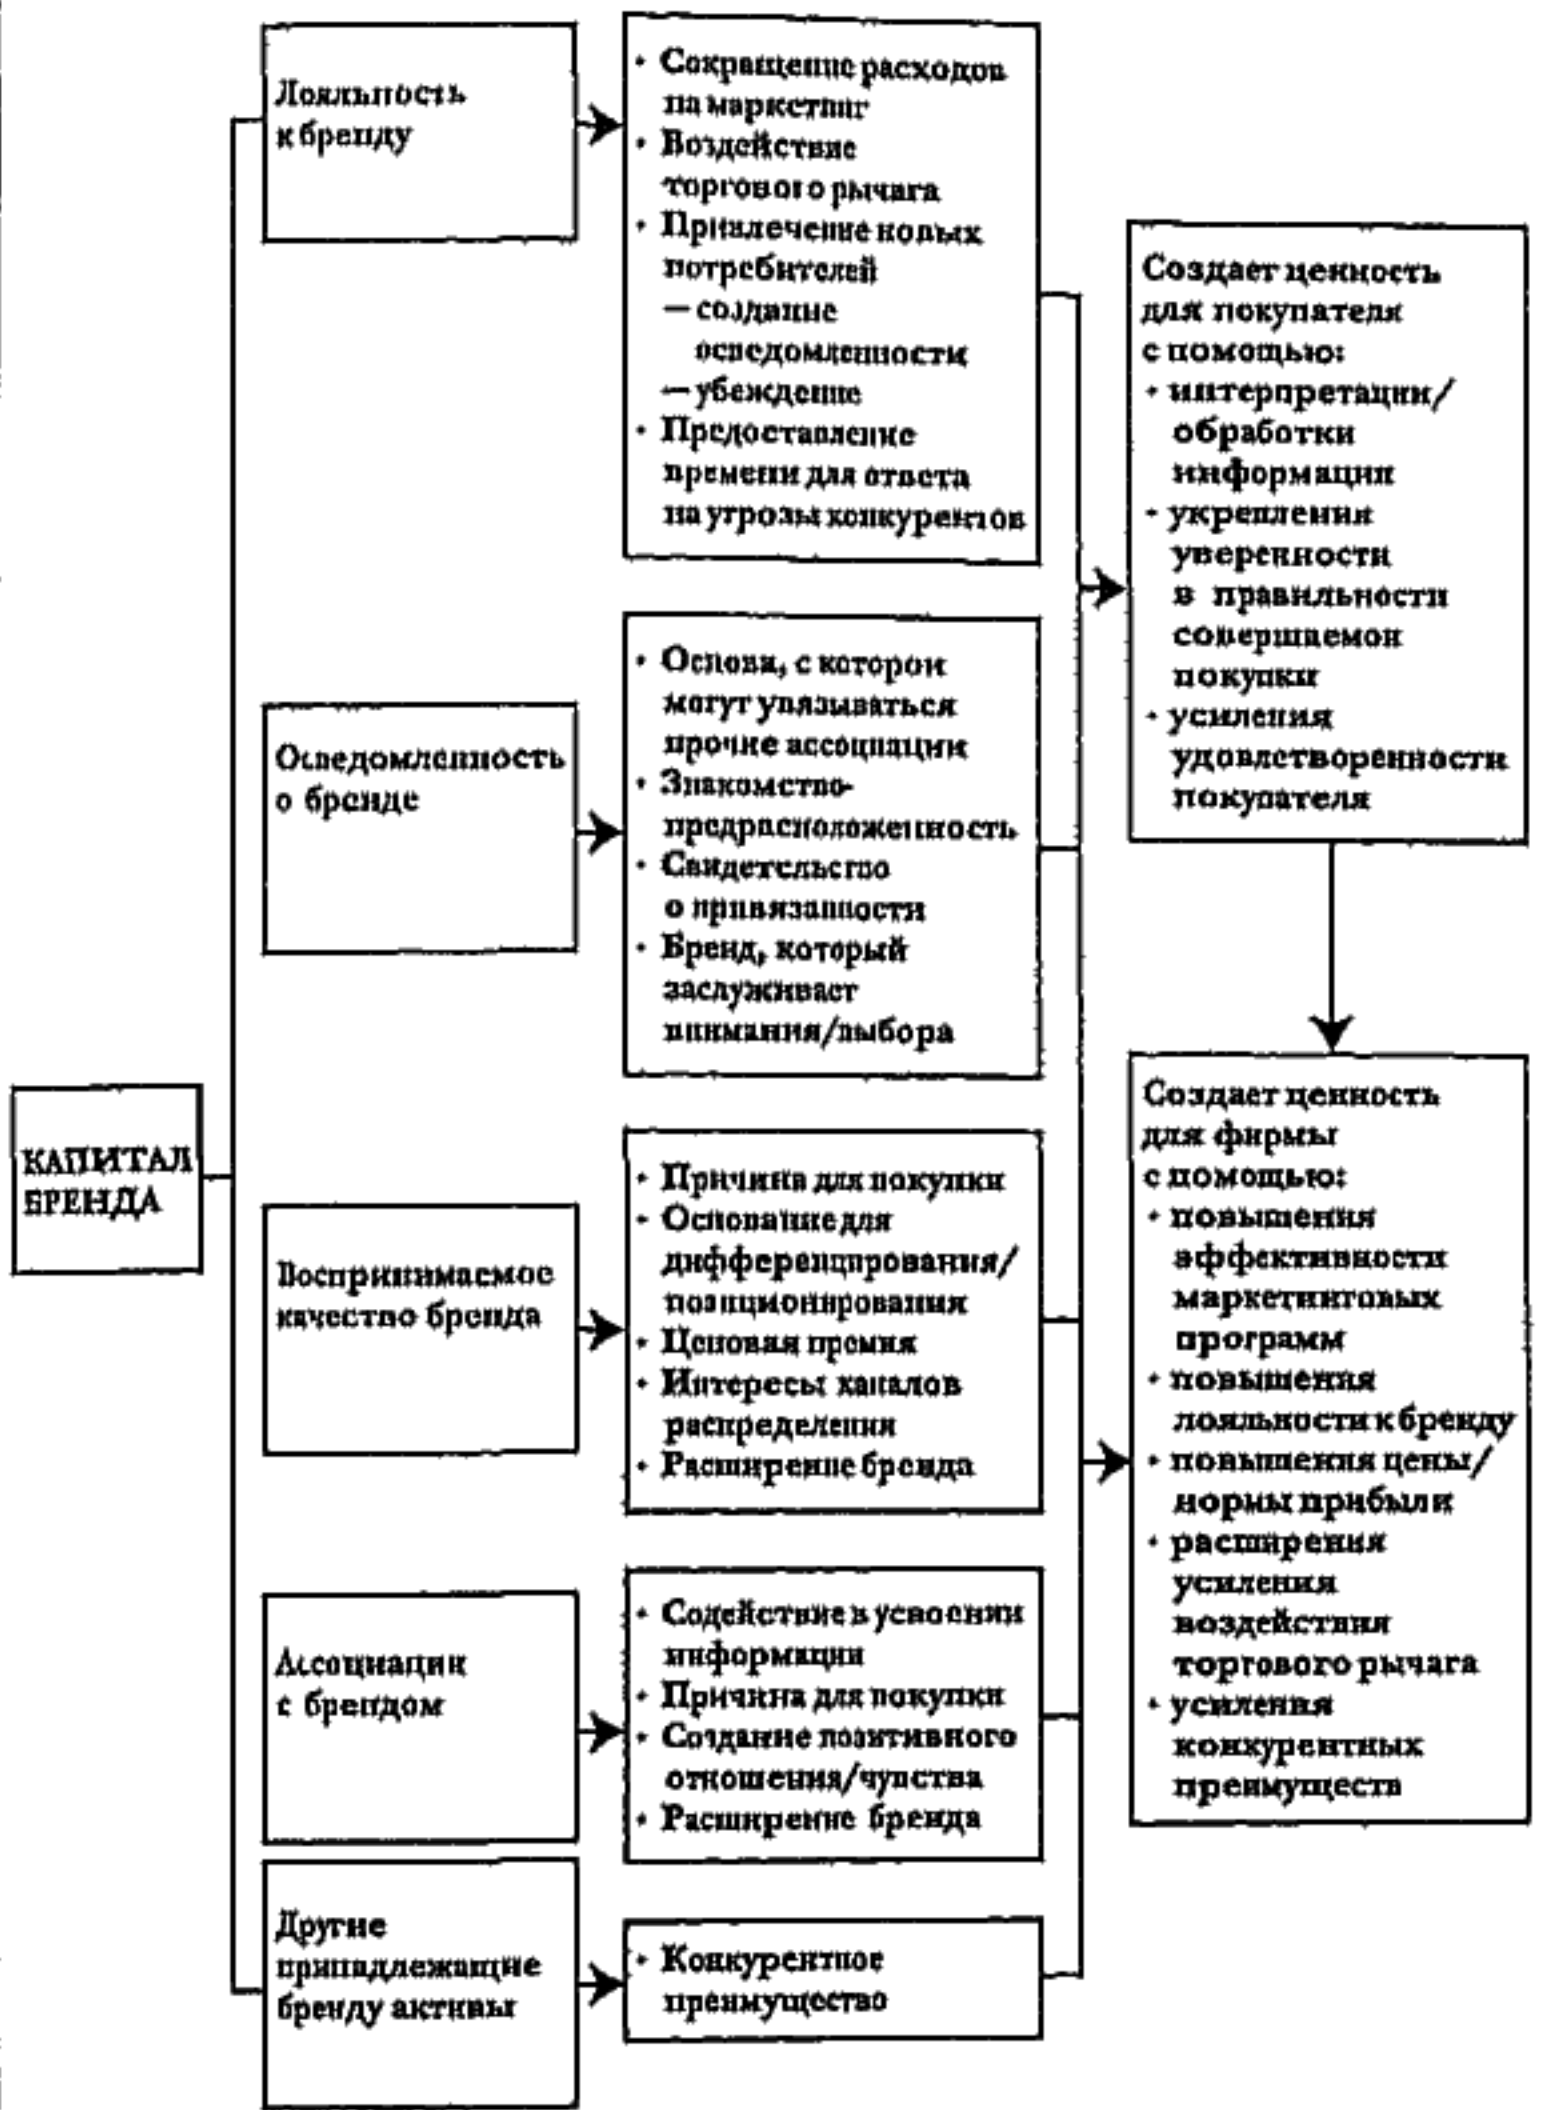 КАПИТАЛ
БРЕНДА
Лояльность
к бренду
• Сокращение расходов
на маркетинг
• Воздействие
торгового рычага
• Привлечение новых
потребителей
— создание
осведомленности
— убеждение
• Предоставление
времени для ответа
на угрозы конкурентов
Осведомленность
о бренде
• Основа, с которой
могут увязываться
прочие ассоциации
• Знакомство-
предрасположенность
• Свидетельство
о привязанности
• Бренд, который
заслуживает
внимания/выбора
Воспринимаемое
качество бренда
• Причина для покупки
• Основание для
дифференцирования/
позиционирования
• Ценовая премия
• Интересы каналов
распределения
• Расширение бренда
Ассоциации
с брендом
• Содействие в усвоении
информации
• Причина для покупки
• Создание позитивного
отношения/чувства
• Расширение бренда
Другие
принадлежащие
бренду активы
• Конкурентное
преимущество
Создает ценность
для покупателя
с помощью:
• интерпретации/
обработки
информации
• укрепления
уверенности
в правильности
совершаемой
покупки
• усиления
удовлетворенности
покупателя
Создает ценность
для фирмы
с помощью:
• повышения
эффективности
маркетинговых
программ
• повышения
лояльности к бренду
• повышения цены/
нормы прибыли
• расширения
усиления
воздействия
торгового рычага
• усиления
конкурентных
преимуществ